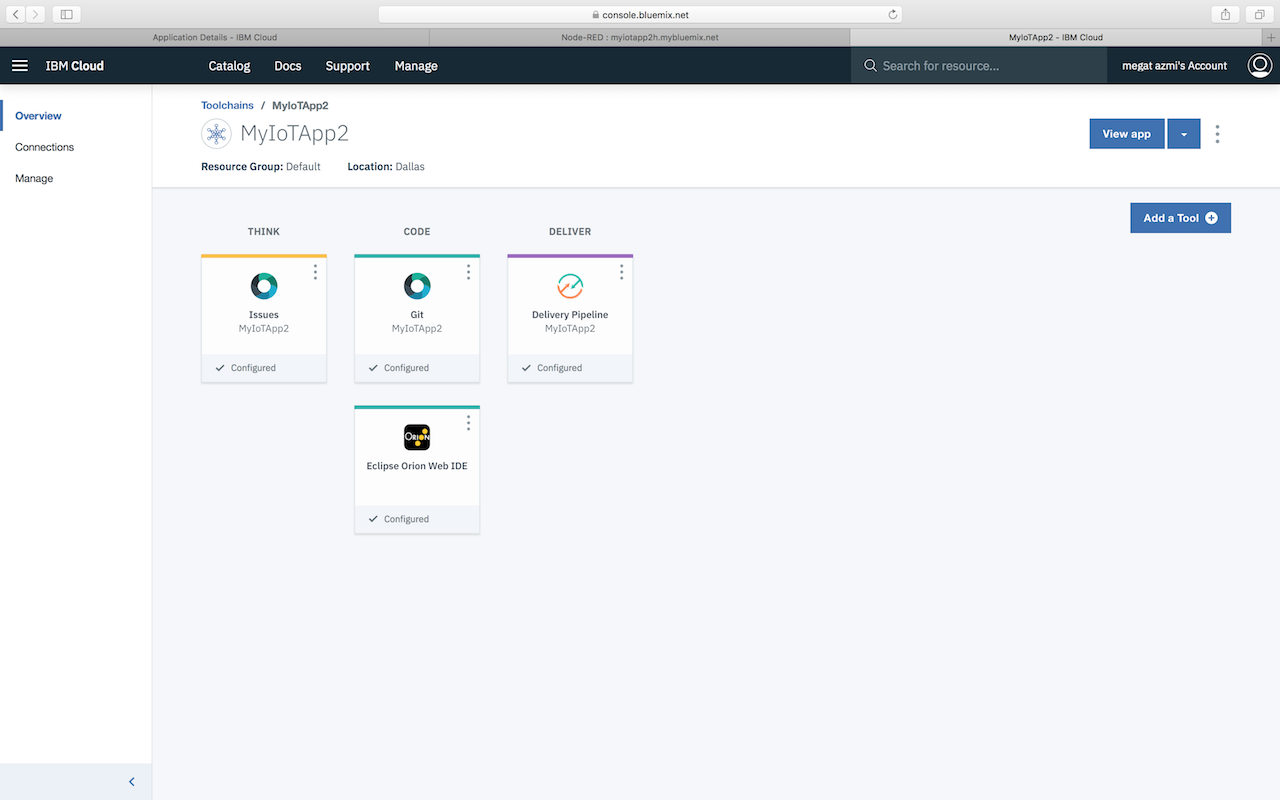 console.bluemix.net
Application Details - IBM Cloud
Node-RED : myiotapp2h.mybluemix.net
MyIoTApp2 - IBM Cloud
IBM Cloud
Catalog
Docs
Support
Manage
Search for resource...
megat azmi's Account
Overview
Connections
Manage
Toolchains / MyIoTApp2
MyIoTApp2
Resource Group: Default
Location: Dallas
View app
Add a Tool
THINK
CODE
DELIVER
Issues
MyIoTApp2
Configured
Git
MyIoTApp2
Configured
Delivery Pipeline
MyIoTApp2
Configured
ORION
Eclipse Orion Web IDE
Configured